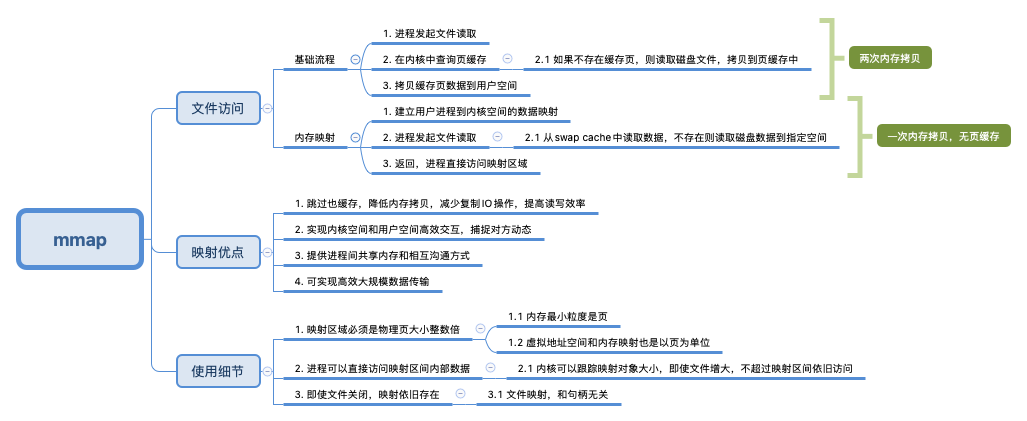 mmap
文件访问
基础流程
1. 进程发起文件读取
2. 在内核中查询页缓存
2.1 如果不存在缓存页，则读取磁盘文件，拷贝到页缓存中
3. 拷贝缓存页数据到用户空间
两次内存拷贝
内存映射
1. 建立用户进程到内核空间的数据映射
2. 进程发起文件读取
2.1 从swap cache中读取数据，不存在则读取磁盘数据到指定空间
3. 返回，进程直接访问映射区域
一次内存拷贝，无页缓存
映射优点
1. 跳过也缓存，降低内存拷贝，减少复制IO操作，提高读写效率
2. 实现内核空间和用户空间高效交互，捕捉对方动态
3. 提供进程间共享内存和相互沟通方式
4. 可实现高效大规模数据传输
使用细节
1. 映射区域必须是物理页大小整数倍
1.1 内存最小粒度是页
1.2 虚拟地址空间和内存映射也是以页为单位
2. 进程可以直接访问映射区间内部数据
2.1 内核可以跟踪映射对象大小，即使文件增大，不超过映射区间依旧访问
3. 即使文件关闭，映射依旧存在
3.1 文件映射，和句柄无关